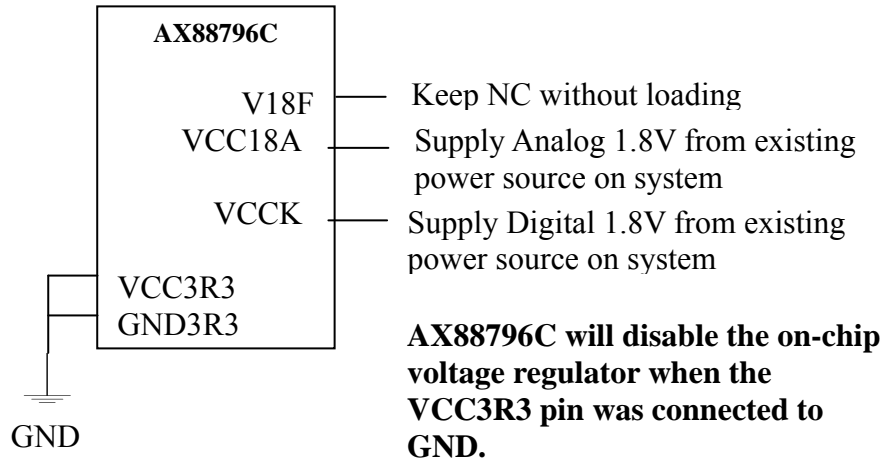 AX88796C
V18F
Keep NC without loading
VCC18A
Supply Analog 1.8V from existing
power source on system
VCCK
Supply Digital 1.8V from existing
power source on system
VCC3R3
GND3R3
GND
AX88796C will disable the on-chip
voltage regulator when the
VCC3R3 pin was connected to
GND.